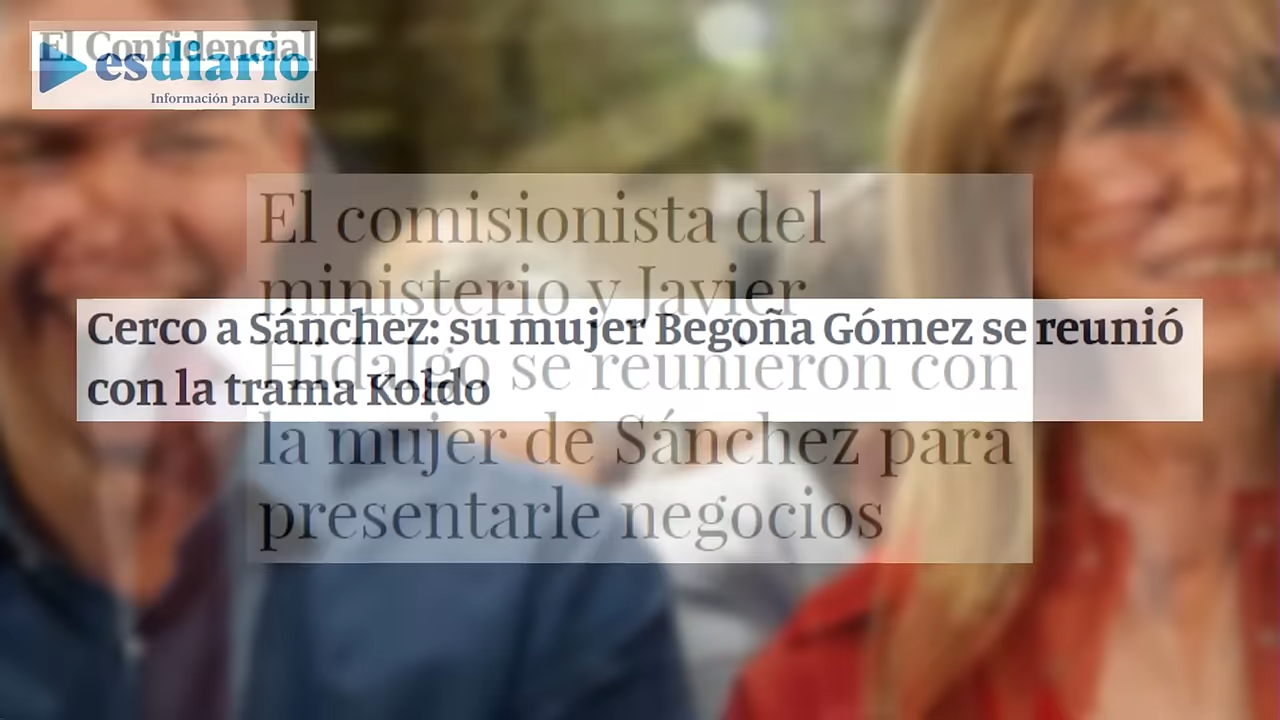 El Confidencial
esdiario
Información para Decidir
El comisionista del
ministerio y Javier
Hidalgo se reunieron con
la mujer de Sánchez para
presentarle negocios
Cerco a Sánchez: su mujer Begoña Gómez se reunió
con la trama Koldo